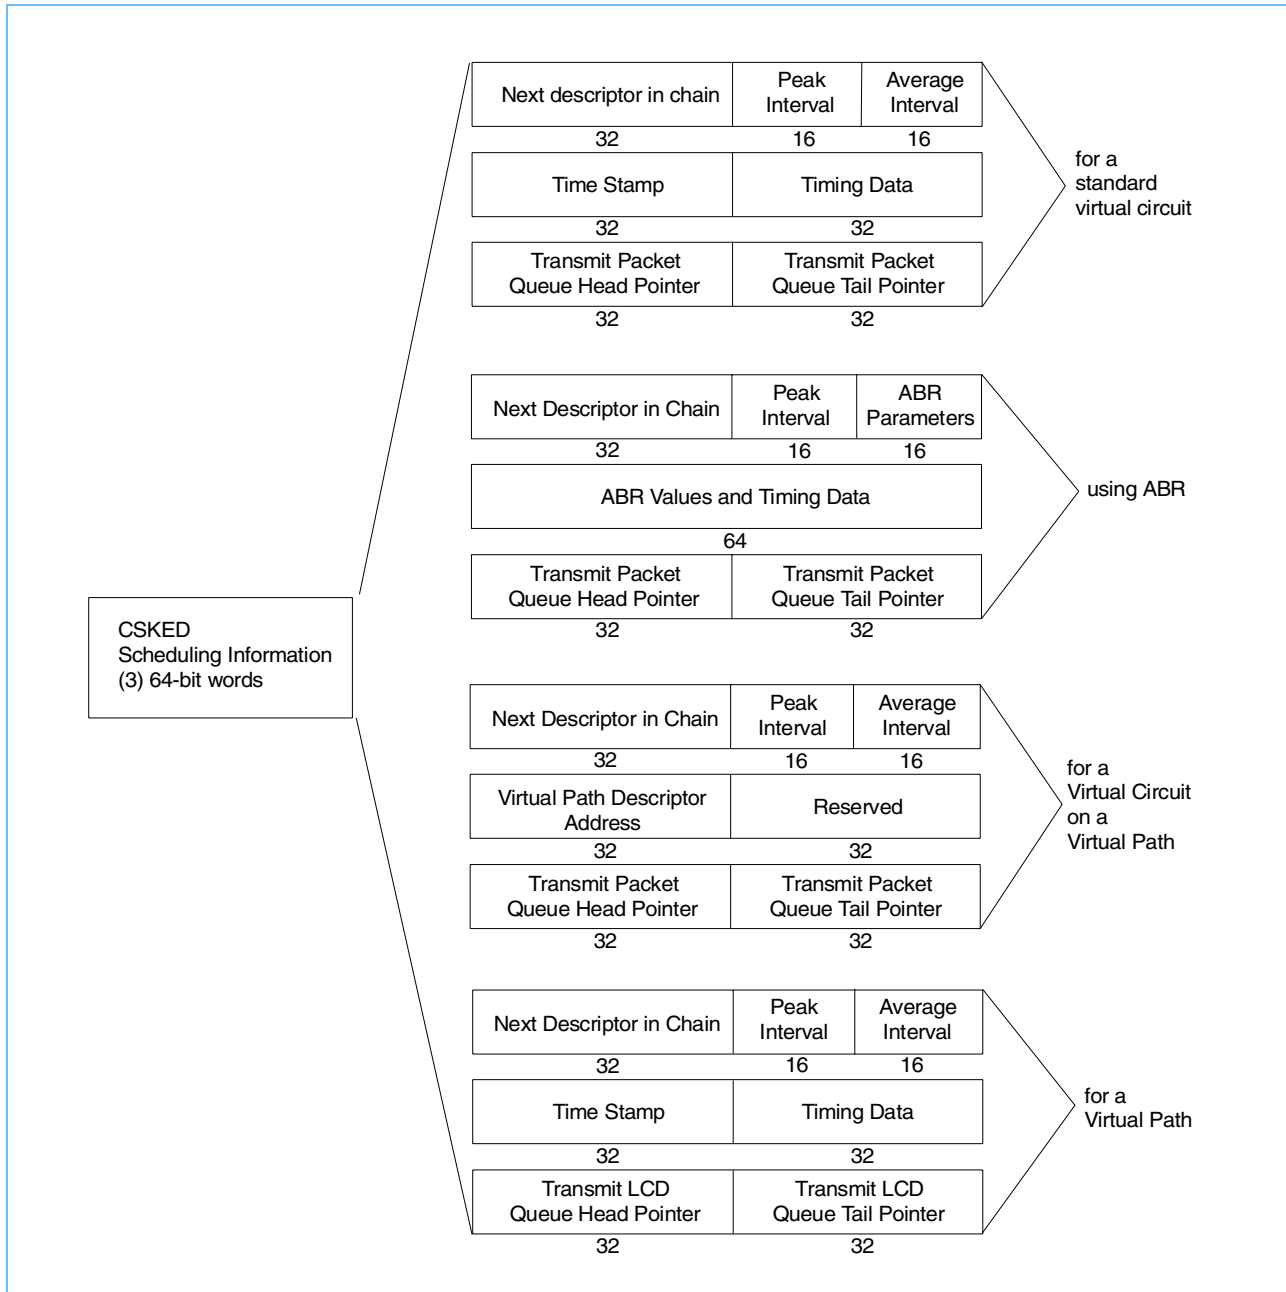 Next descriptor in chain
Peak
Interval
Average
Interval
32
16
16
Time Stamp
Timing Data
32
32
Transmit Packet
Queue Head Pointer
Transmit Packet
Queue Tail Pointer
32
32
for a
standard
virtual circuit
Next Descriptor in Chain
Peak
Interval
ABR
Parameters
32
16
16
ABR Values and Timing Data
64
Transmit Packet
Queue Head Pointer
Transmit Packet
Queue Tail Pointer
32
32
using ABR
CSKED
Scheduling Information
(3) 64-bit words
Next Descriptor in Chain
Peak
Interval
Average
Interval
32
16
16
Virtual Path Descriptor
Address
Reserved
32
32
Transmit Packet
Queue Head Pointer
Transmit Packet
Queue Tail Pointer
32
32
for a
Virtual Circuit
on a
Virtual Path
Next Descriptor in Chain
Peak
Interval
Average
Interval
32
16
16
Time Stamp
Timing Data
32
32
Transmit LCD
Queue Head Pointer
Transmit LCD
Queue Tail Pointer
32
32
for a
Virtual Path